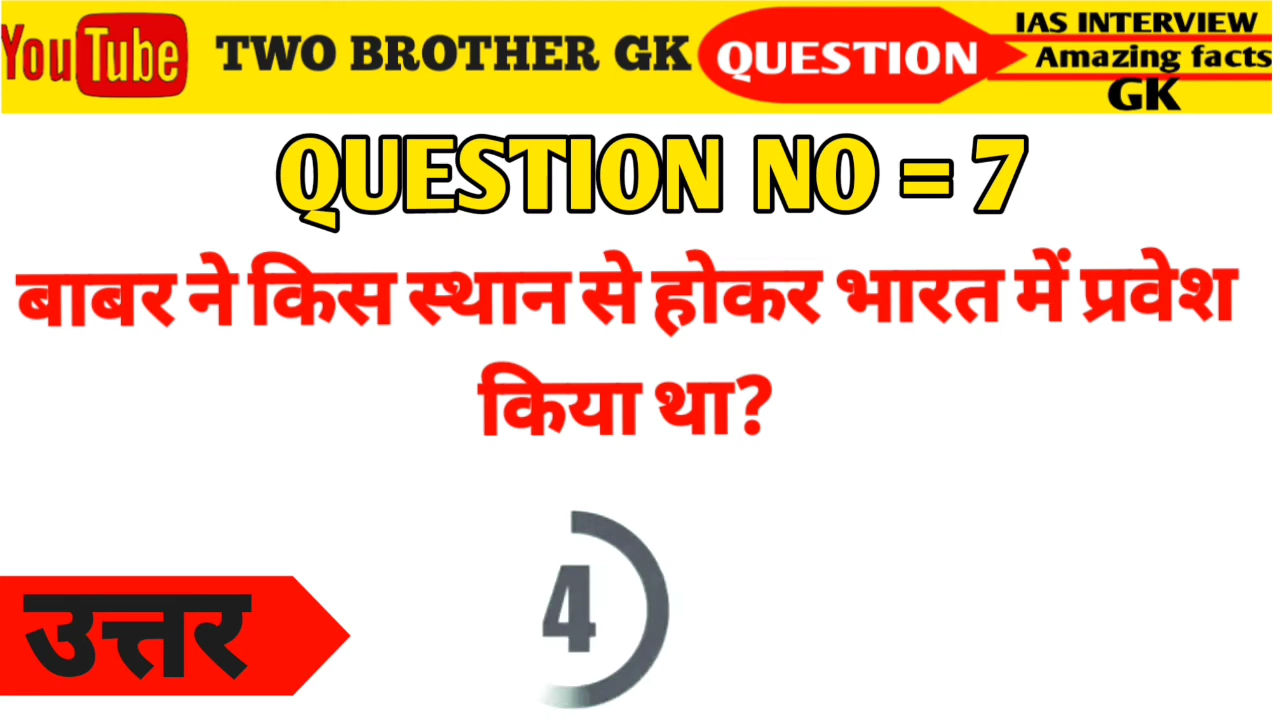 YouTube TWO BROTHER GK QUESTION IAS INTERVIEW
Amazing facts
GK
QUESTION NO = 7
बाबर ने किस स्थान से होकर भारत में प्रवेश
किया था?
4
उत्तर